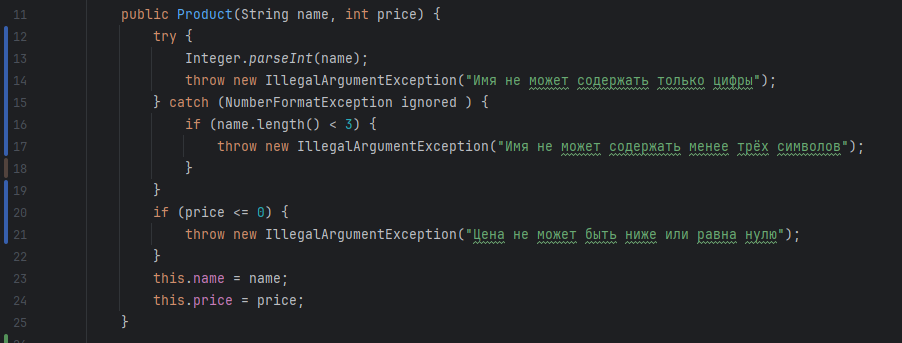 11 public Product(String name, int price) {
12 try {
13 Integer.parseInt(name);
14 throw new IllegalArgumentException("Имя не может содержать только цифры");
15 } catch (NumberFormatException ignored ) {
16 if (name.length() < 3) {
17 throw new IllegalArgumentException("Имя не может содержать менее трёх символов");
18 }
19 }
20 if (price <= 0) {
21 throw new IllegalArgumentException("Цена не может быть ниже или равна нулю");
22 }
23 this.name = name;
24 this.price = price;
25 }